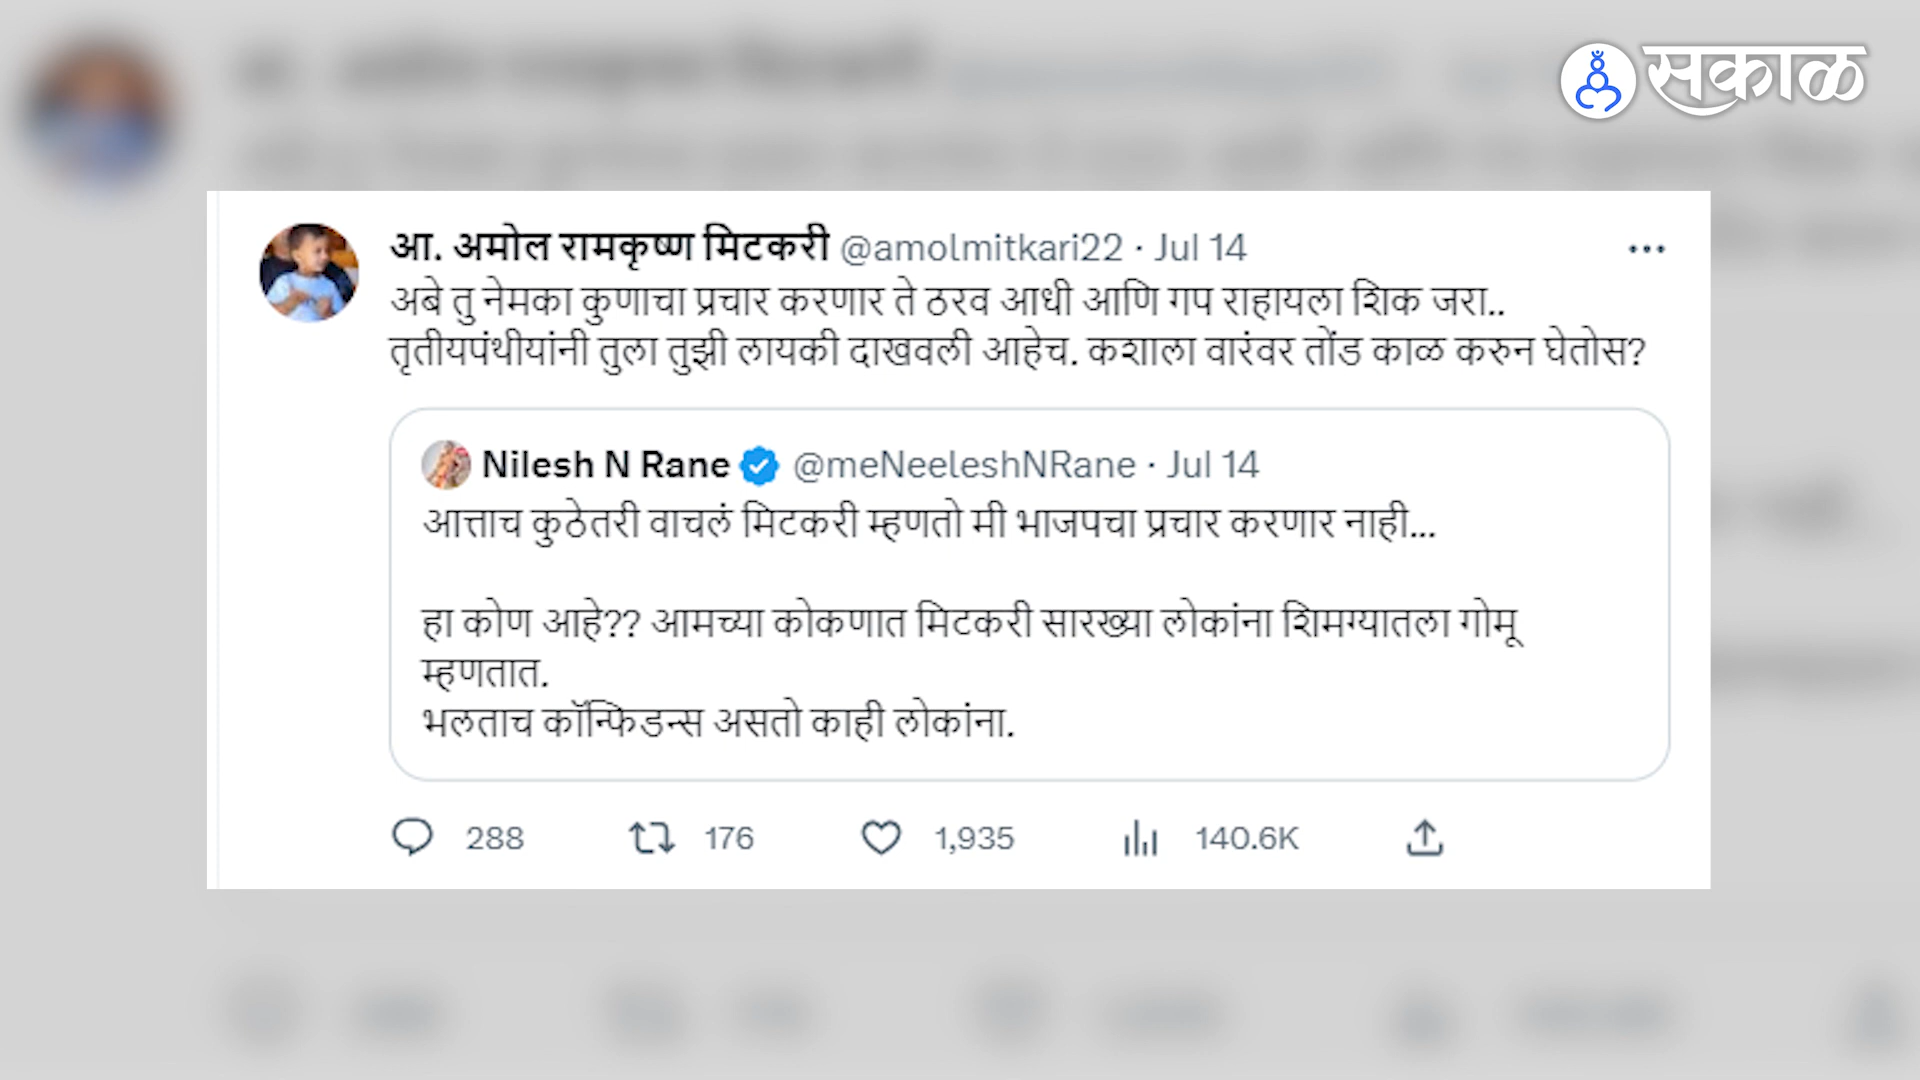 सकाळ
आ. अमोल रामकृष्ण मिटकरी @amolmitkari22 · Jul 14
अबे तु नेमका कुणाचा प्रचार करणार ते ठरव आधी आणि गप राहायला शिक जरा..
तृतीयपंथीयांनी तुला तुझी लायकी दाखवली आहेच. कशाला वारंवर तोंड काळ करुन घेतोस?
Nilesh N Rane @meNeeleshNRane · Jul 14
आत्ताच कुठेतरी वाचलं मिटकरी म्हणतो मी भाजपचा प्रचार करणार नाही...
हा कोण आहे?? आमच्या कोकणात मिटकरी सारख्या लोकांना शिमग्यातला गोमू
म्हणतात.
भलताच कॉन्फिडन्स असतो काही लोकांना.
288 176 1,935 140.6K